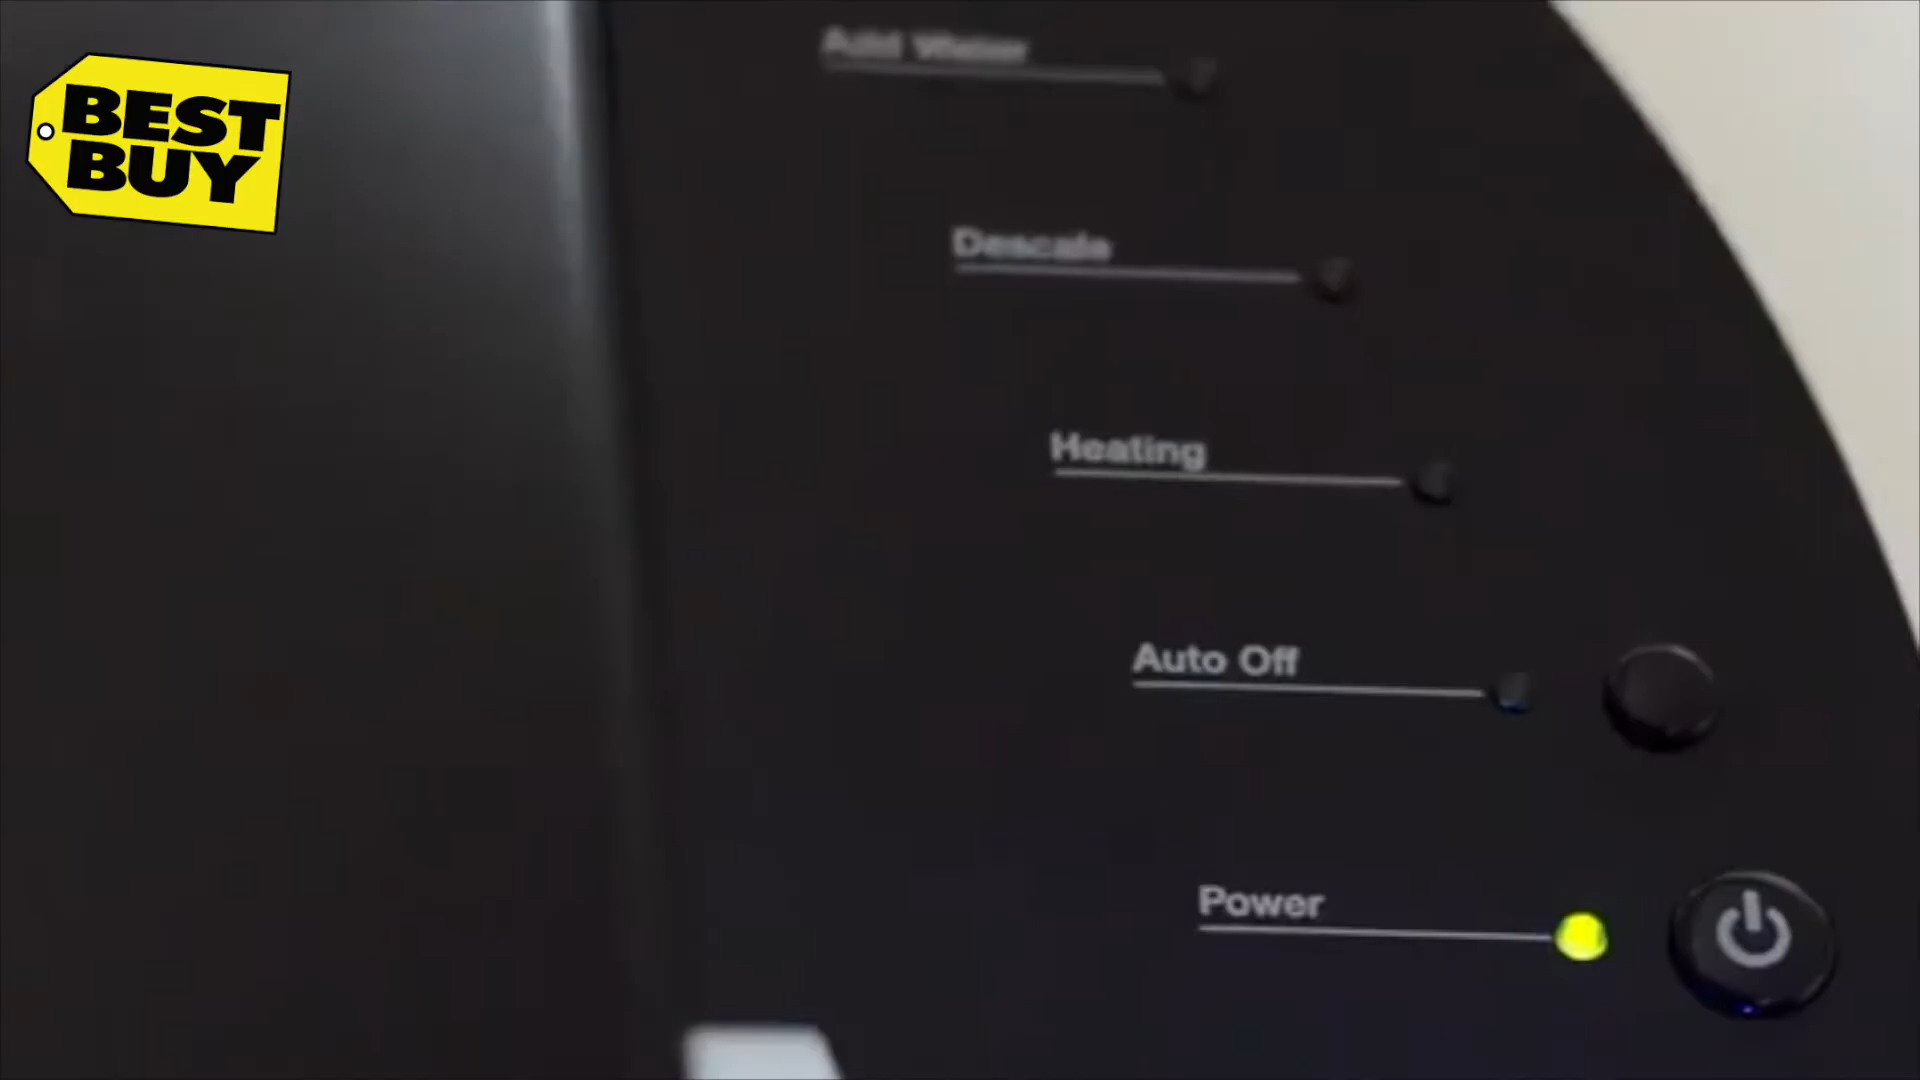 BEST
BUY
Add Water
Descale
Heating
Auto Off
Power